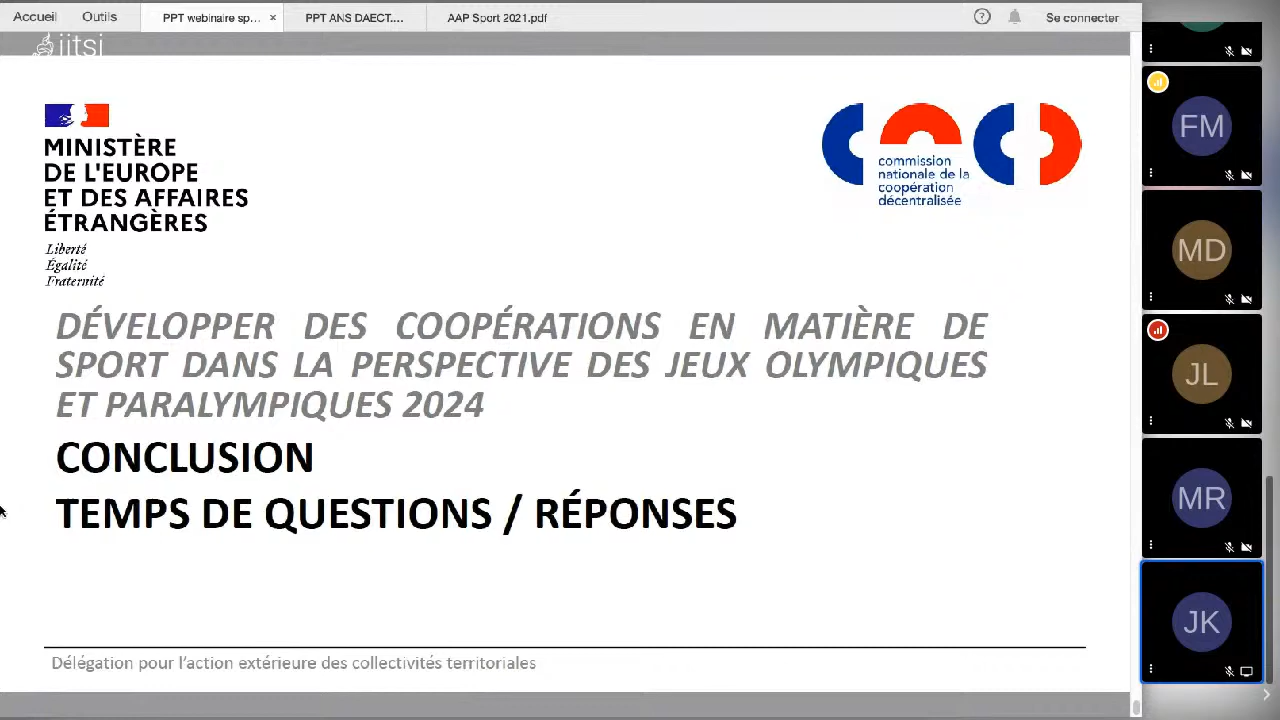 Accueil Outils PPT webinaire sp... × PPT ANS DAECT.... AAP Sport 2021.pdf ? Se connecter
jitsi
MINISTÈRE
DE L'EUROPE
ET DES AFFAIRES
ÉTRANGÈRES
Liberté
Égalité
Fraternité
commission
nationale de la
coopération
décentralisée
DÉVELOPPER DES COOPÉRATIONS EN MATIÈRE DE
SPORT DANS LA PERSPECTIVE DES JEUX OLYMPIQUES
ET PARALYMPIQUES 2024
CONCLUSION
TEMPS DE QUESTIONS / RÉPONSES
Délégation pour l'action extérieure des collectivités territoriales
FM
MD
JL
MR
JK